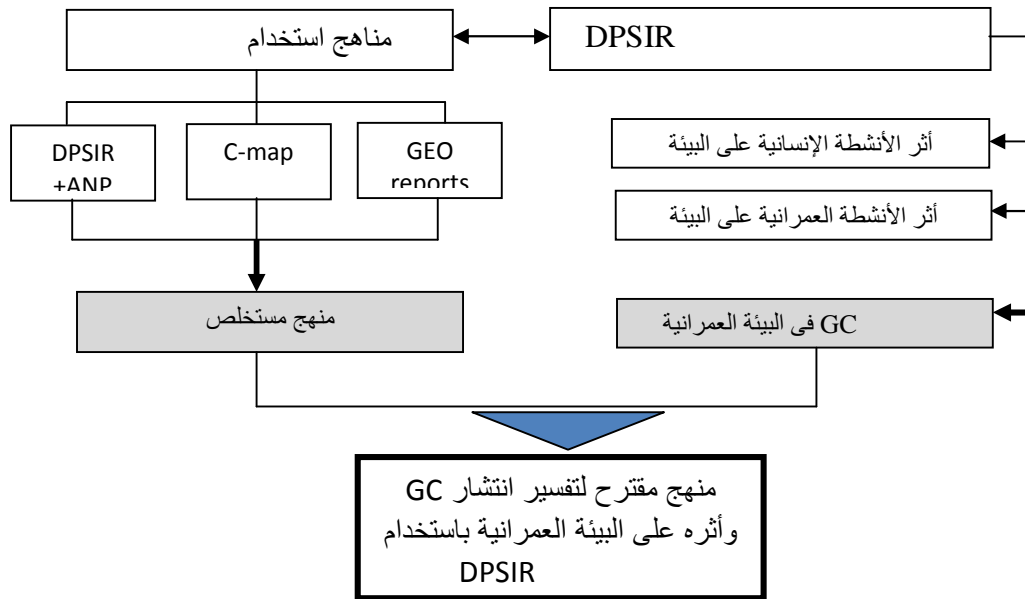 مناهج استخدام
DPSIR
DPSIR
+ANP
C-map
GEO
reports
أثر الأنشطة الإنسانية على البيئة
أثر الأنشطة العمرانية على البيئة
منهج مستخلص
GC فى البيئة العمرانية
منهج مقترح لتفسير انتشار GC
وأثره على البيئة العمرانية باستخدام
DPSIR